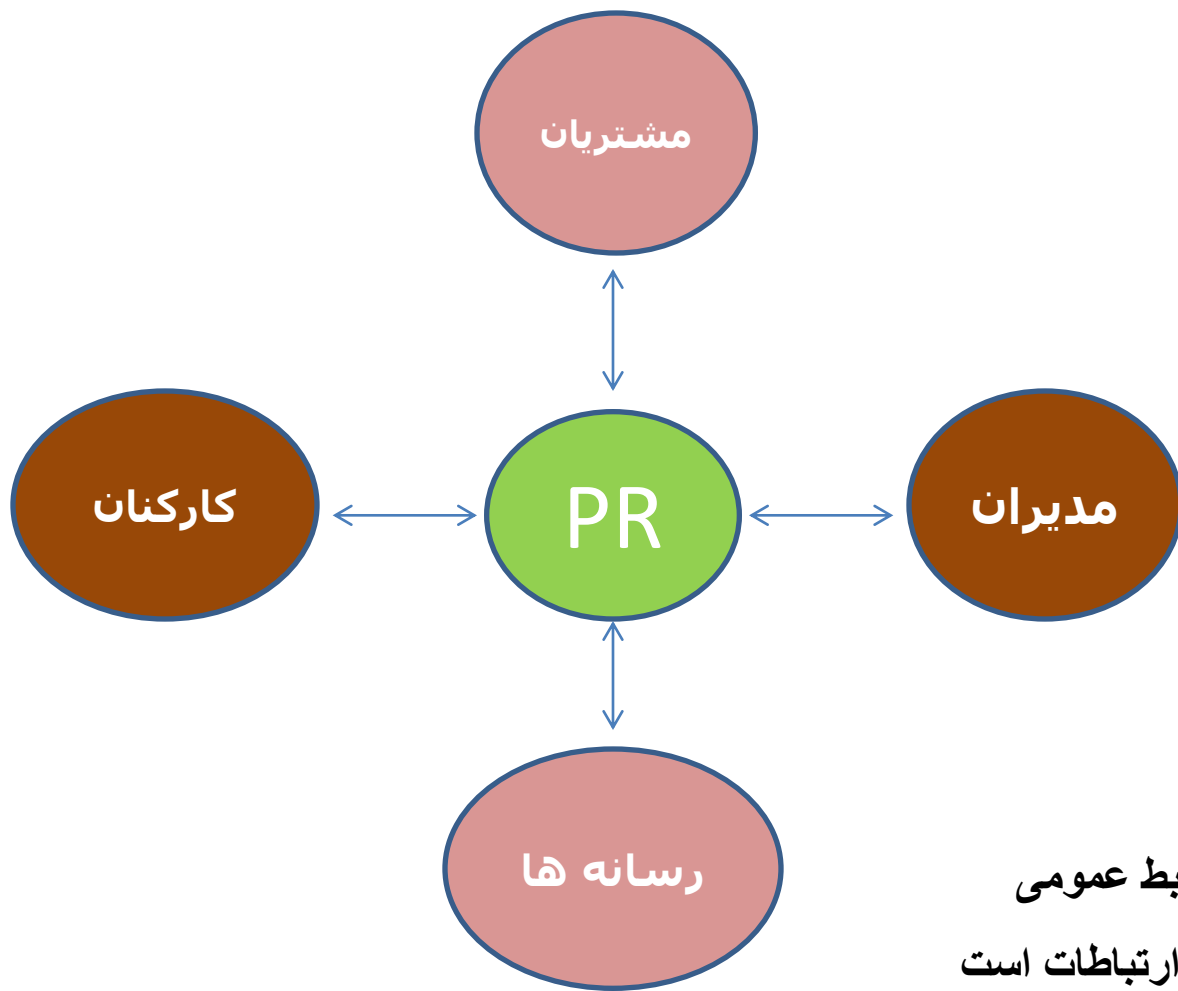 مشتریان
کارکنان
PR
مدیران
رسانه ها
عمومی
ارتباطات است